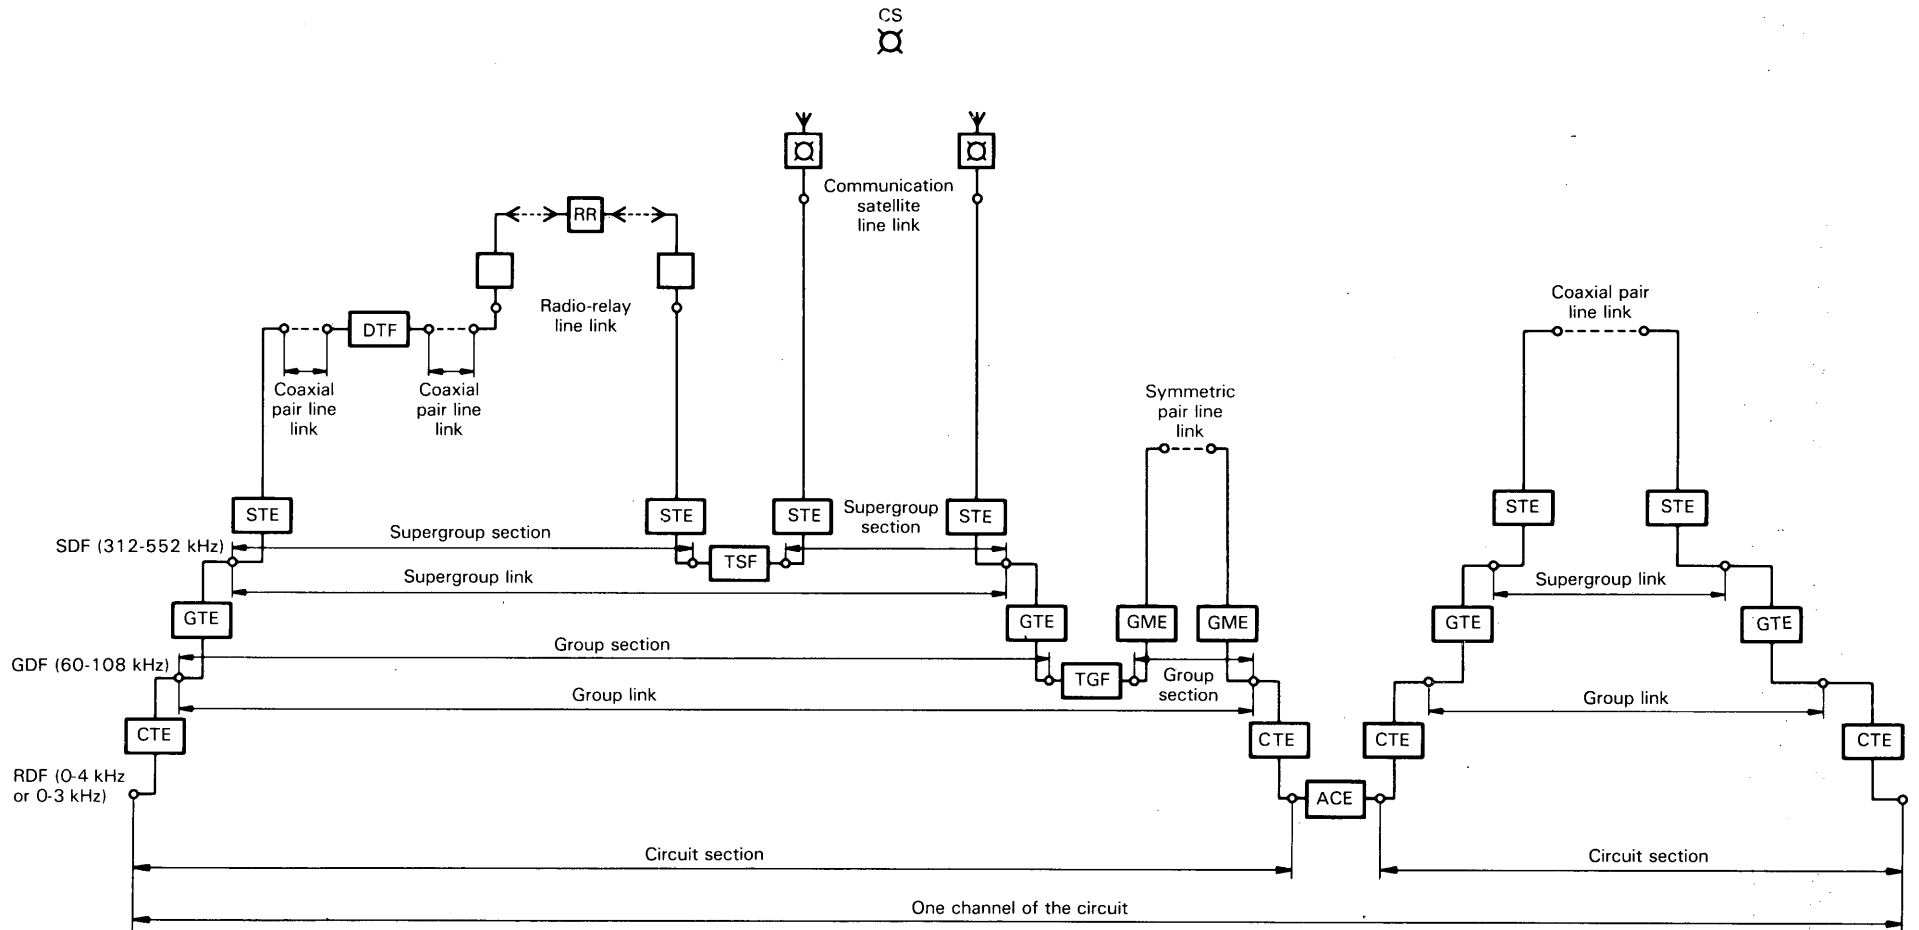 CS
Communication
satellite
line link
RR
Radio-relay
line link
DTF
Coaxial
pair line
link
Coaxial
pair line
link
Coaxial pair
line link
Symmetric
pair line
link
STE
STE
STE
STE
STE
STE
Supergroup section
Supergroup
section
SDF (312-552 kHz)
TSF
Supergroup link
Supergroup link
GTE
GTE
GME
GME
GTE
GTE
Group section
GDF (60-108 kHz)
TGF
Group
section
Group link
Group link
CTE
CTE
CTE
CTE
RDF (0-4 kHz
or 0-3 kHz)
ACE
Circuit section
Circuit section
One channel of the circuit